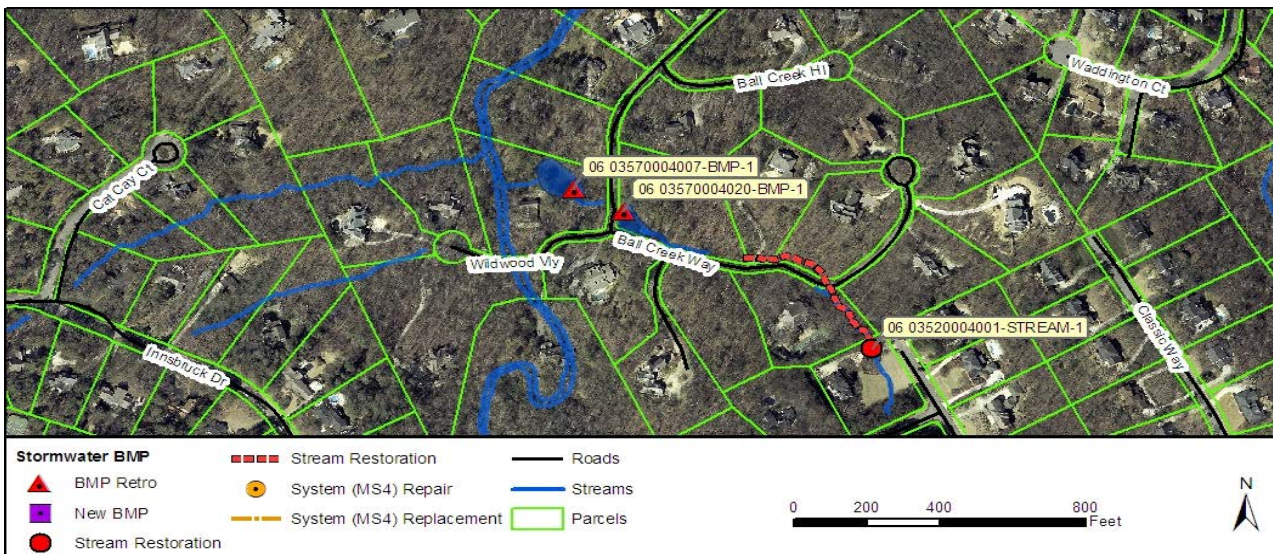 Ball Creek Hl
Waddington Ct
Cat Cay Ct
06 03570004007-BMP-1
06 03570004020-BMP-1
Ball Creek Way
Wildwood Vly
06 03520004001-STREAM-1
Classic Way
Innsbruck Dr
Stormwater BMP
BMP Retro
New BMP
Stream Restoration
Stream Restoration
System (MS4) Repair
System (MS4) Replacement
Roads
Streams
Parcels
0 200 400 800
Feet
N